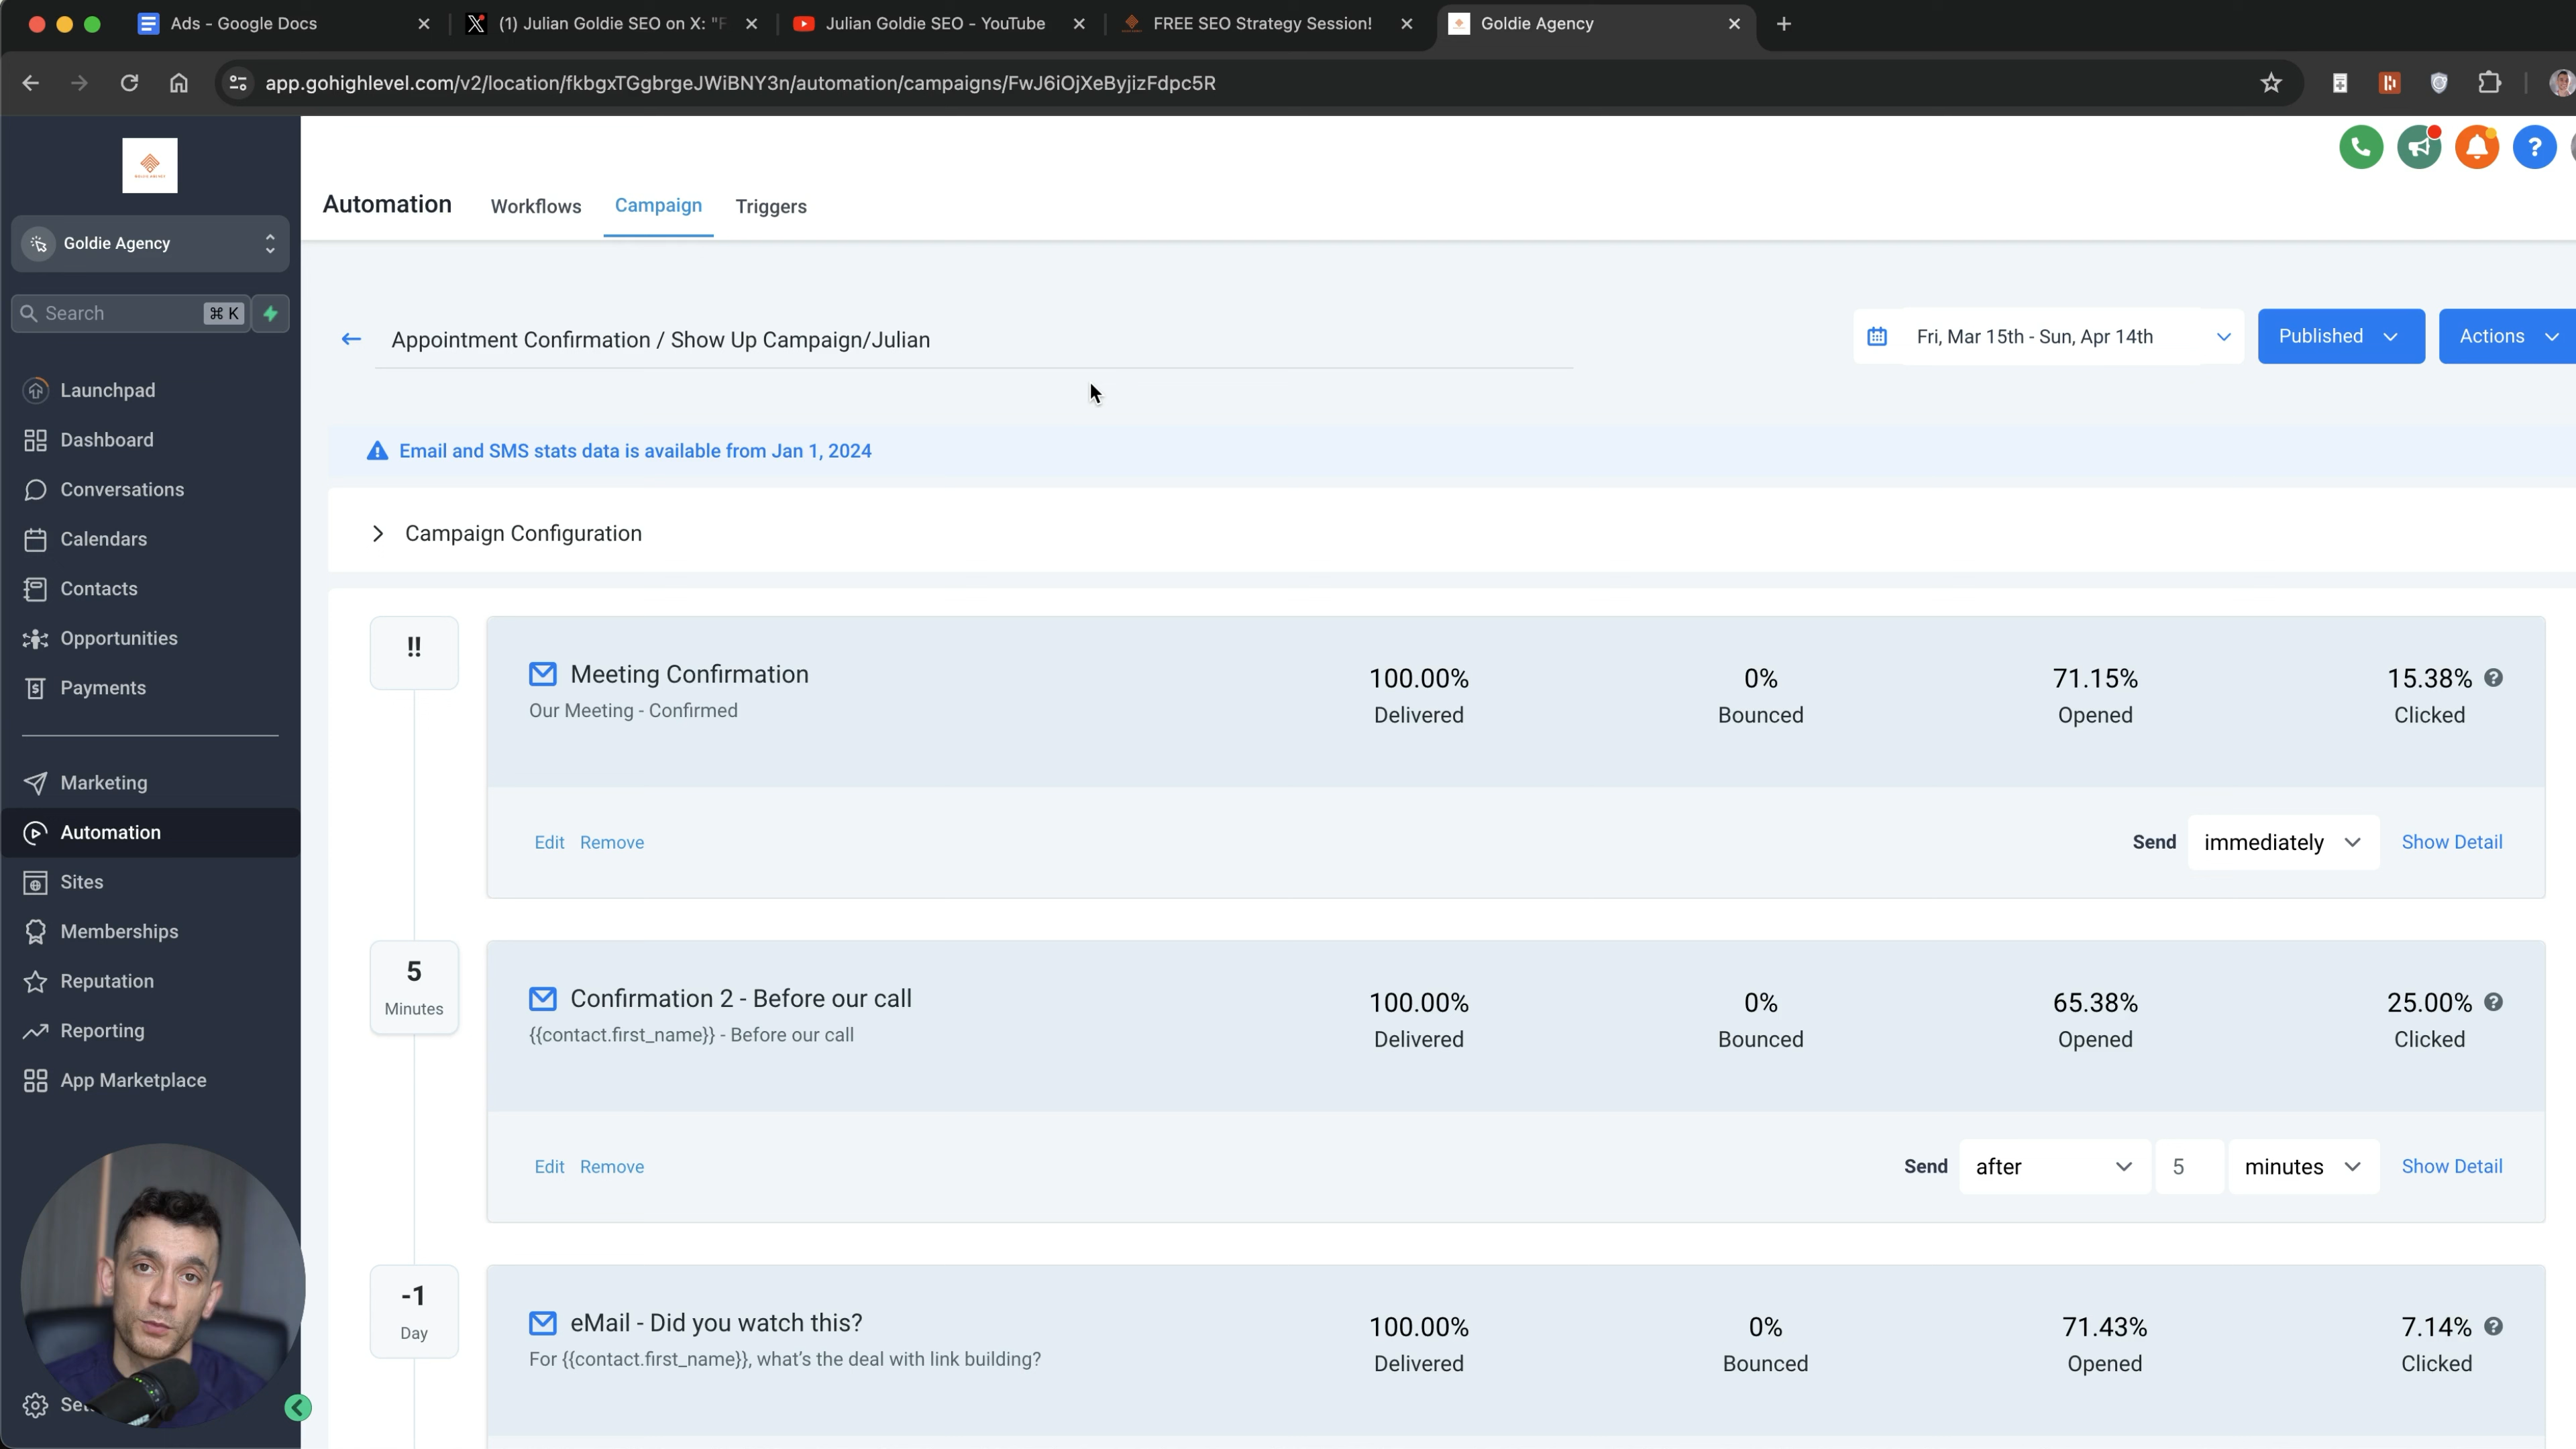 Ads - Google Docs
(1) Julian Goldie SEO on X: "F
Julian Goldie SEO - YouTube
FREE SEO Strategy Session!
Goldie Agency
app.gohighlevel.com/v2/location/fkbgxTGgbrgeJWiBNY3n/automation/campaigns/FwJ6iOjXeByjizFdpc5R
Goldie Agency
Search ⌘ K
Launchpad
Dashboard
Conversations
Calendars
Contacts
Opportunities
Payments
Marketing
Automation
Sites
Memberships
Reputation
Reporting
App Marketplace
Automation Workflows Campaign Triggers
Appointment Confirmation / Show Up Campaign/Julian
Fri, Mar 15th - Sun, Apr 14th
Published
Actions
Email and SMS stats data is available from Jan 1, 2024
Campaign Configuration
!!
Meeting Confirmation
Our Meeting - Confirmed
100.00% 0% 71.15% 15.38%
Delivered Bounced Opened Clicked
Edit Remove
Send immediately Show Detail
5
Minutes
Confirmation 2 - Before our call
{{contact.first_name}} - Before our call
100.00% 0% 65.38% 25.00%
Delivered Bounced Opened Clicked
Edit Remove
Send after 5 minutes Show Detail
-1
Day
eMail - Did you watch this?
For {{contact.first_name}}, what's the deal with link building?
100.00% 0% 71.43% 7.14%
Delivered Bounced Opened Clicked